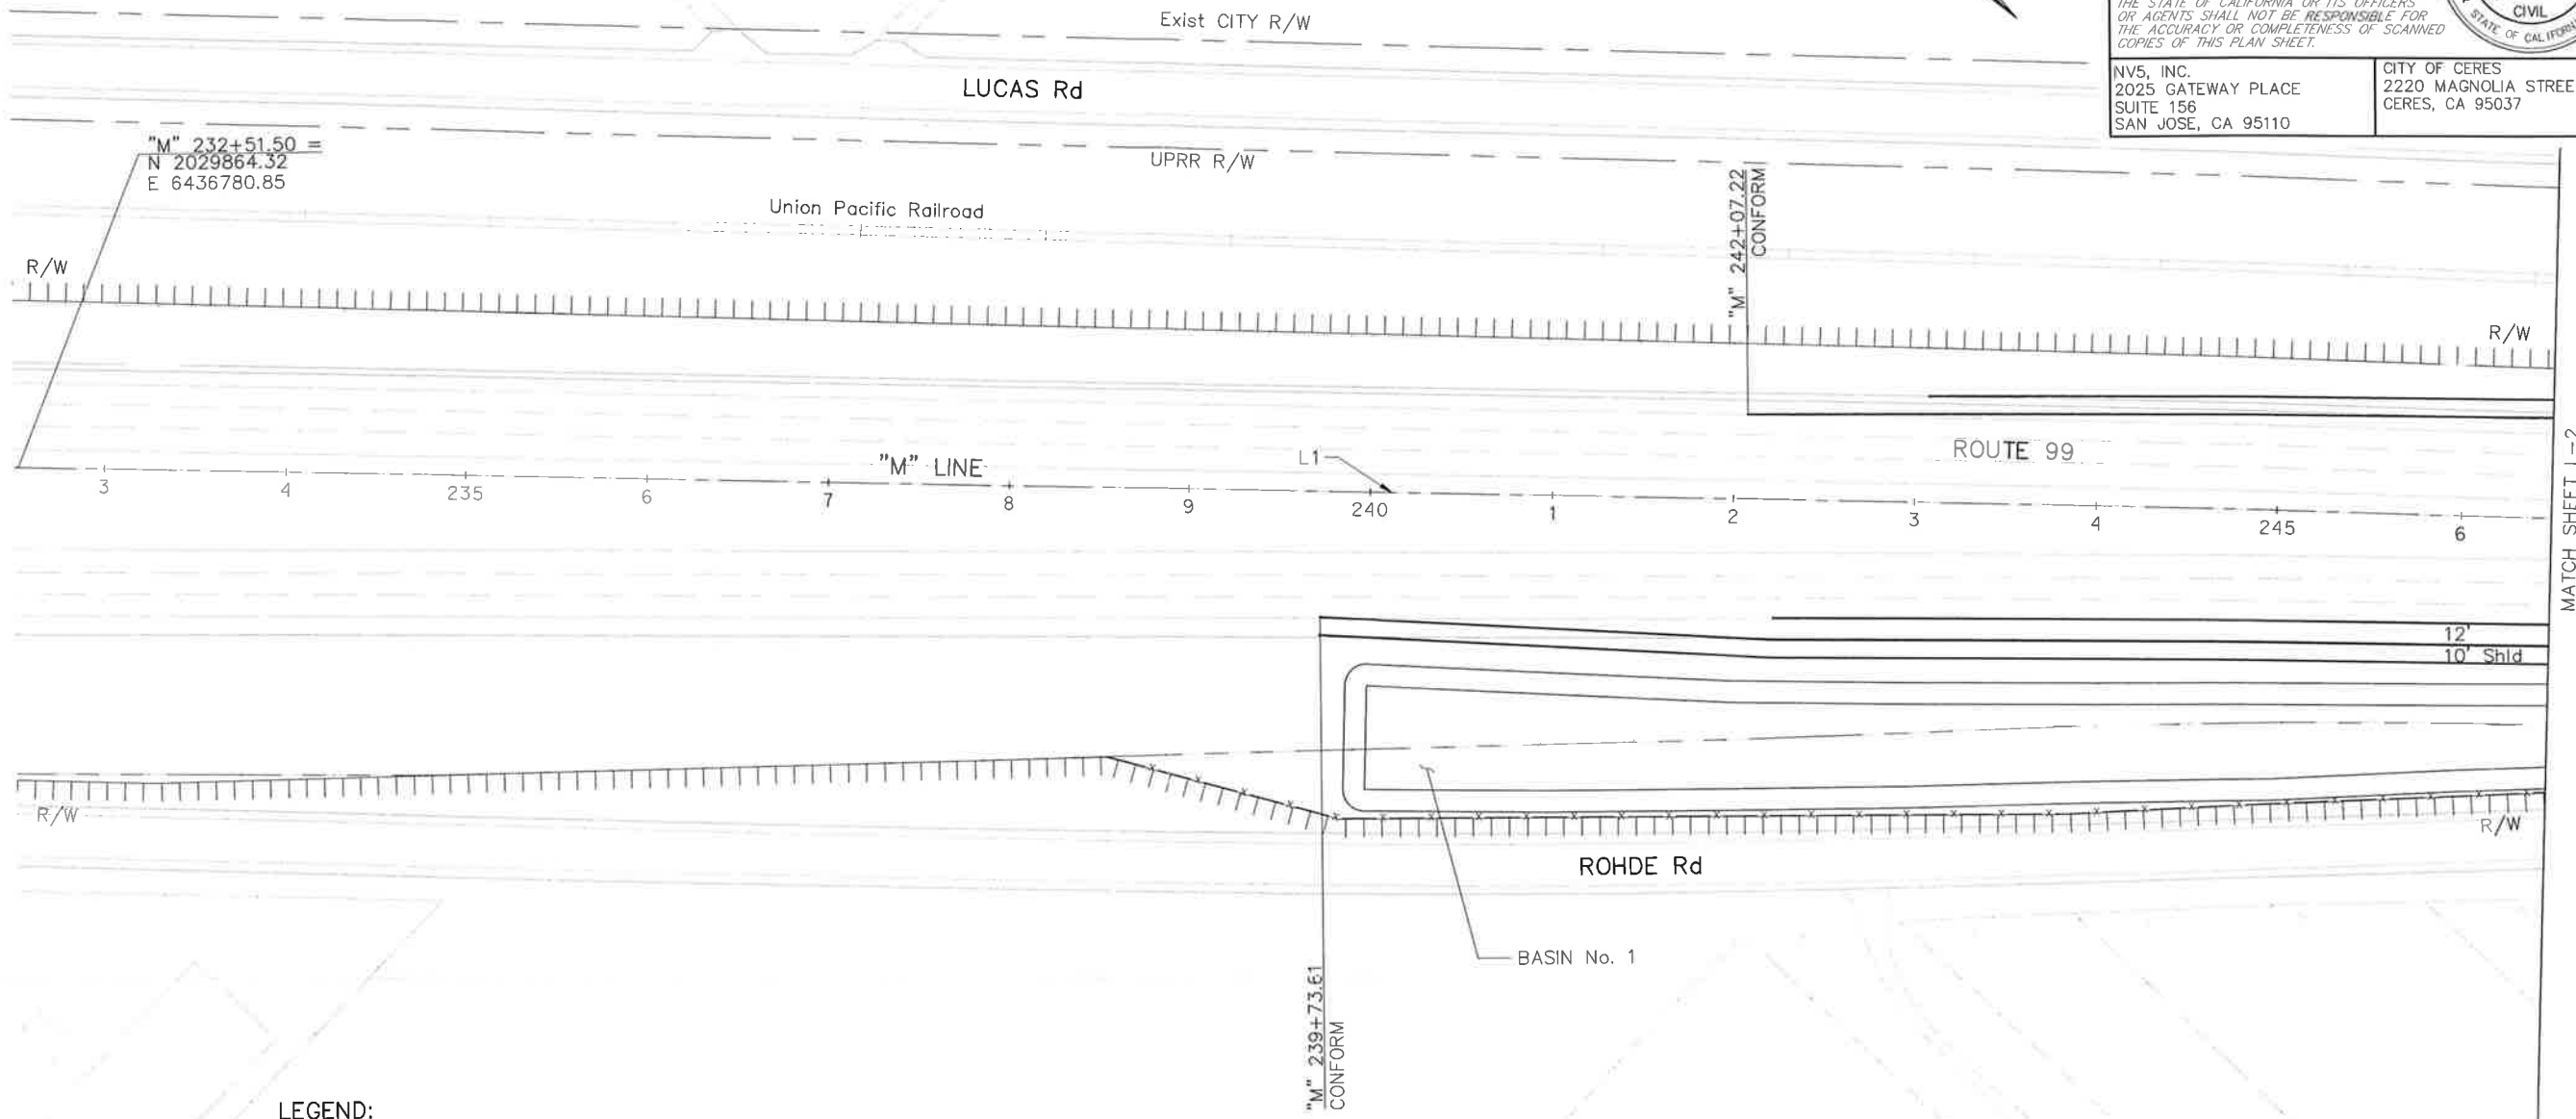 Exist CITY R/W
THE STATE OF CALIFORNIA OR ITS OFFICERS
OR AGENTS SHALL NOT BE RESPONSIBLE FOR
THE ACCURACY OR COMPLETENESS OF SCANNED
COPIES OF THIS PLAN SHEET.
CIVIL
STATE OF CALIFORN
NV5, INC.
2025 GATEWAY PLACE
SUITE 156
SAN JOSE, CA 95110
CITY OF CERES
2220 MAGNOLIA STREE
CERES, CA 95037
LUCAS Rd
"M" 232+51.50 =
N 2029864.32
E 6436780.85
UPRR R/W
Union Pacific Railroad
"M" 242+07.22
CONFORM
R/W
R/W
ROUTE 99
"M" LINE
L1
3 4 235 6 7 8 9 240 1 2 3 4 245 6
MATCH SHEET L-2
12'
10' Shld
R/W
R/W
ROHDE Rd
BASIN No. 1
"M" 239+73.61
CONFORM
LEGEND: